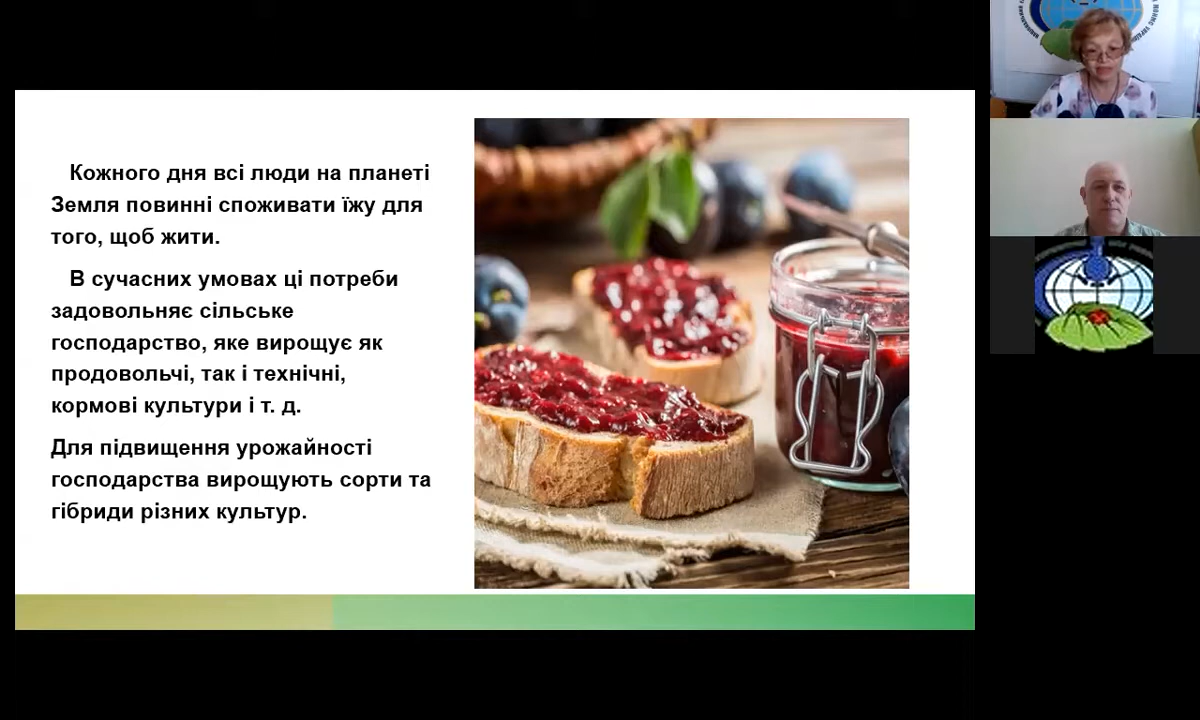 Кожного дня всі люди на планеті
Земля повинні споживати їжу для
того, щоб жити.
В сучасних умовах ці потреби
задовольняє сільське
господарство, яке вирощує як
продовольчі, так і технічні,
кормові культури і т. д.
Для підвищення урожайності
господарства вирощують сорти та
гібриди різних культур.